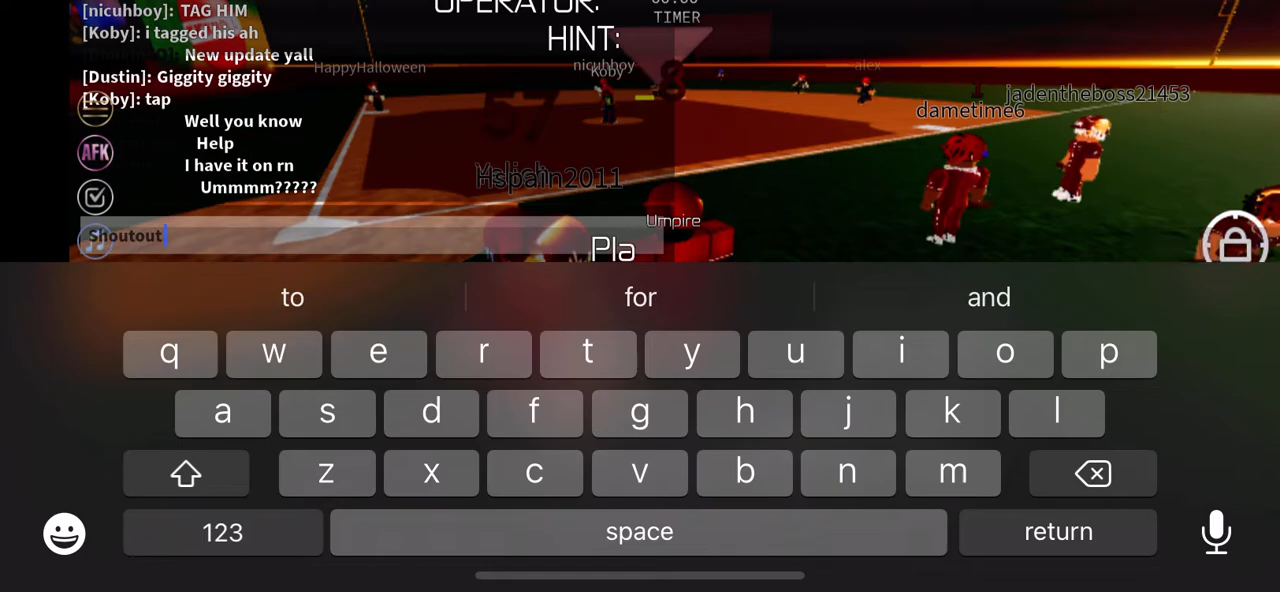 [nicuhboy]: TAG HIM
OPERATOR:
TIMER
[Koby]: i tagged his ah
HINT:
New update yall
HappyHalloween
nicuhboy
Koby
alex
8
[Dustin]: Giggity giggity
[Koby]: tap
57
jadentheboss21453
dametime6
Well you know
Help
AFK
I have it on rn
Ummmm?????
Umpire
Shoutout
Pla
to for and
q w e r t y u i o p
a s d f g h j k l
z x c v b n m
123 space return